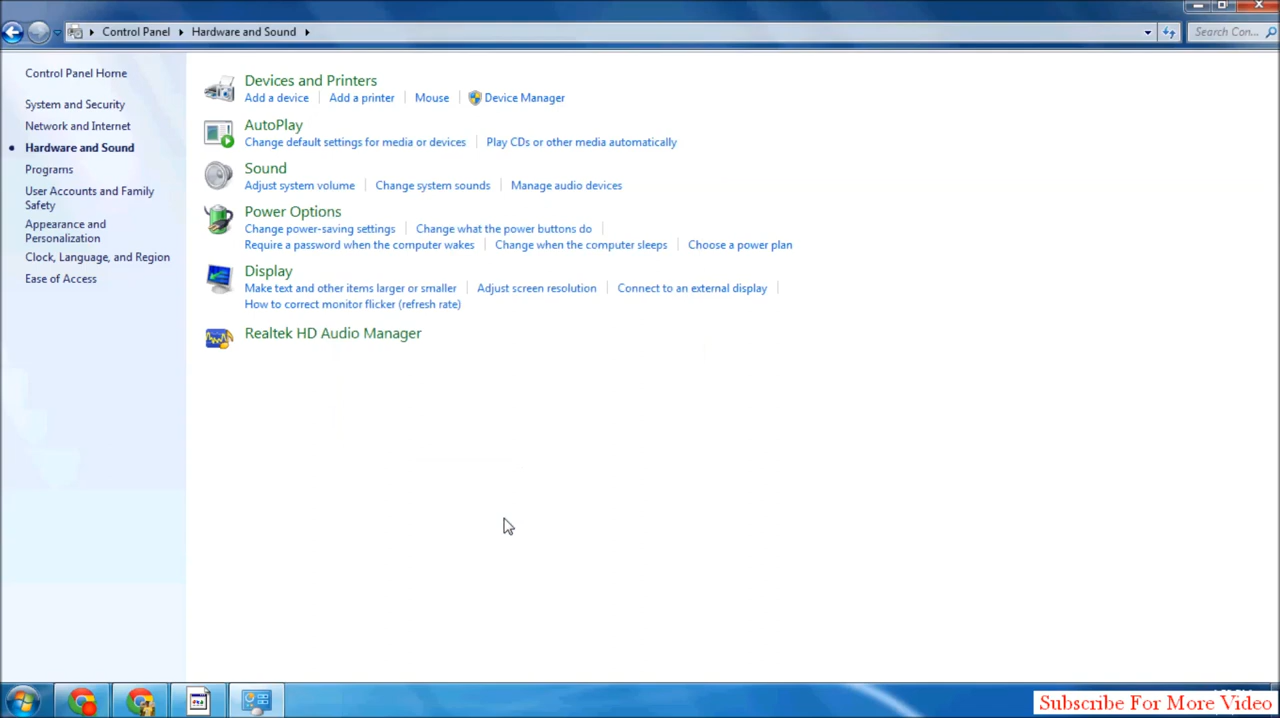 Control Panel Hardware and Sound
Search Con...
Control Panel Home
System and Security
Network and Internet
Hardware and Sound
Programs
User Accounts and Family
Safety
Appearance and
Personalization
Clock, Language, and Region
Ease of Access
Devices and Printers
Add a device Add a printer Mouse Device Manager
AutoPlay
Change default settings for media or devices Play CDs or other media automatically
Sound
Adjust system volume Change system sounds Manage audio devices
Power Options
Change power-saving settings Change what the power buttons do
Require a password when the computer wakes Change when the computer sleeps Choose a power plan
Display
Make text and other items larger or smaller Adjust screen resolution Connect to an external display
How to correct monitor flicker (refresh rate)
Realtek HD Audio Manager
Subscribe For More Video